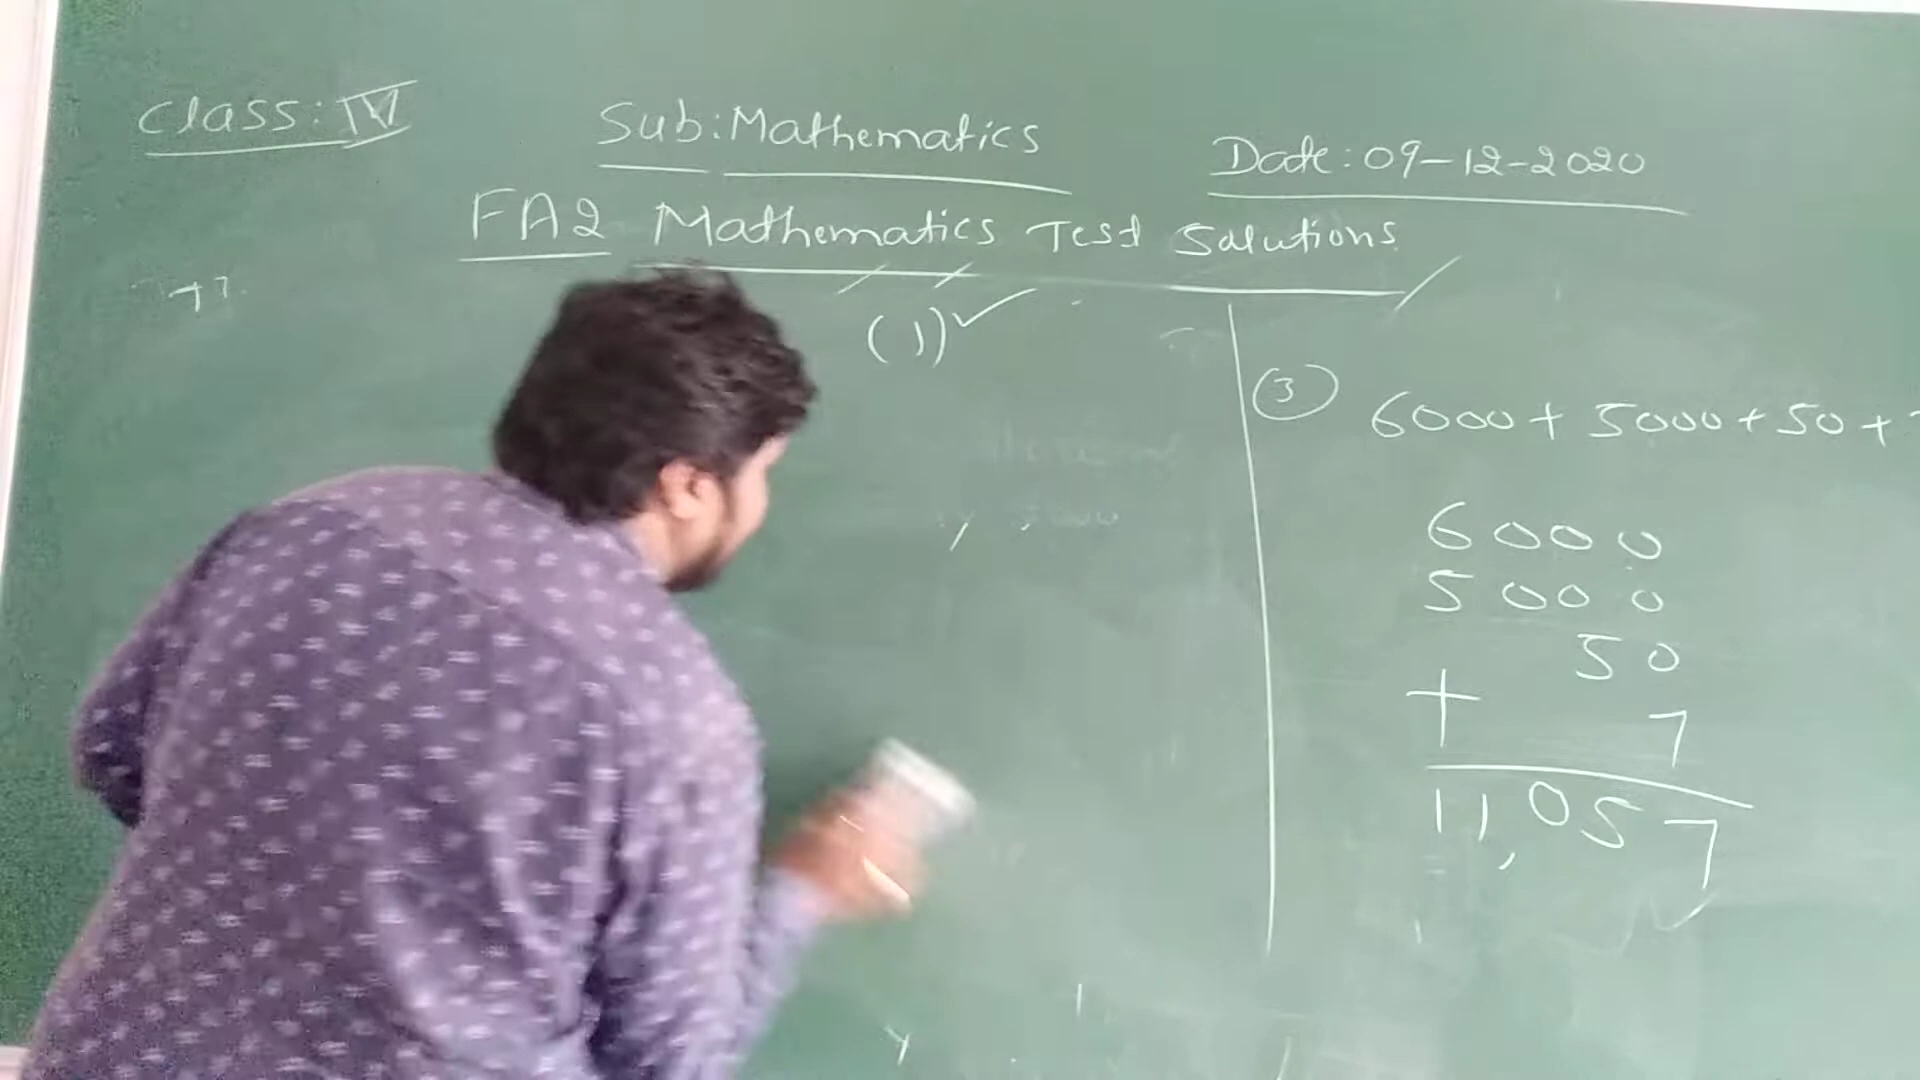 Class: IV
Sub: Mathematics
Date: 09-12-2020
FA2 Mathematics Test Solutions
(1)✓
③ 6000 + 5000 + 50 +
6000
5000
50
+ 7
11,057